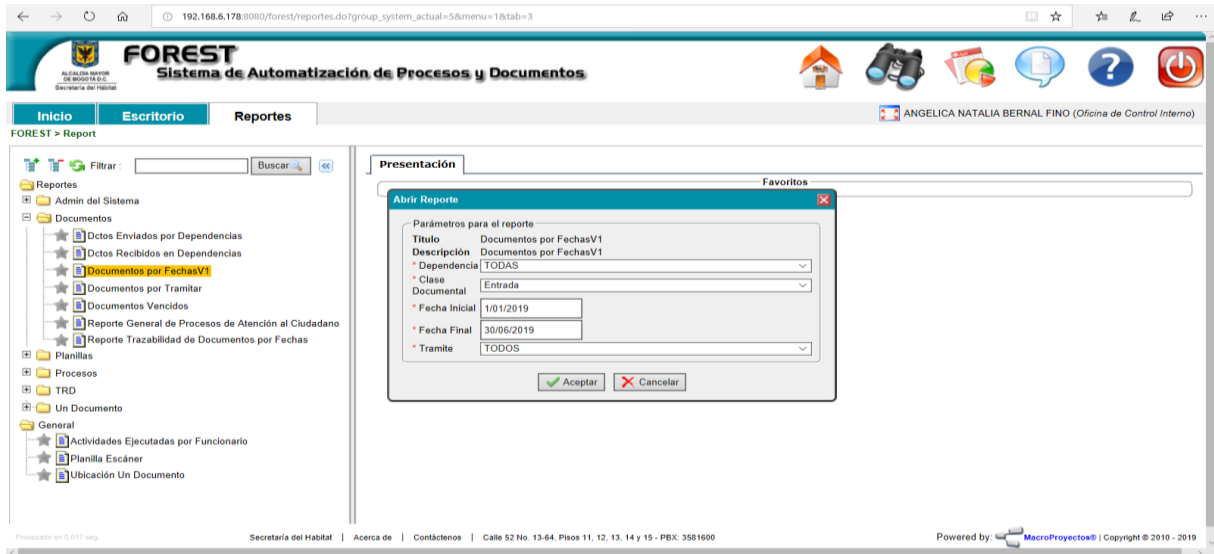 192.168.6.178:8080/forest/reportes.do?group_system_actual=5&menu=1&tab=3
ALCALDÍA MAYOR
DE BOGOTÁ D.C.
Secretaría del Hábitat
FOREST
Sistema de Automatización de Procesos y Documentos
Inicio
Escritorio
Reportes
ANGELICA NATALIA BERNAL FINO (Oficina de Control Interno)
FOREST > Report
Filtrar :
Buscar
Reportes
Admin del Sistema
Documentos
Dctos Enviados por Dependencias
Dctos Recibidos en Dependencias
Documentos por FechasV1
Documentos por Tramitar
Documentos Vencidos
Reporte General de Procesos de Atención al Ciudadano
Reporte Trazabilidad de Documentos por Fechas
Planillas
Procesos
TRD
Un Documento
General
Actividades Ejecutadas por Funcionario
Planilla Escáner
Ubicación Un Documento
Presentación
Favoritos
Abrir Reporte
Parámetros para el reporte
Titulo Documentos por FechasV1
Descripción Documentos por FechasV1
* Dependencia TODAS
* Clase
Documental Entrada
* Fecha Inicial 1/01/2019
* Fecha Final 30/06/2019
* Tramite TODOS
Aceptar
Cancelar
Procesado en 0.017 seg.
Secretaría del Habitat | Acerca de | Contáctenos | Calle 52 No. 13-64, Pisos 11, 12, 13, 14 y 15 - PBX: 3581600
Powered by: MacroProyectos® | Copyright © 2010 - 2019